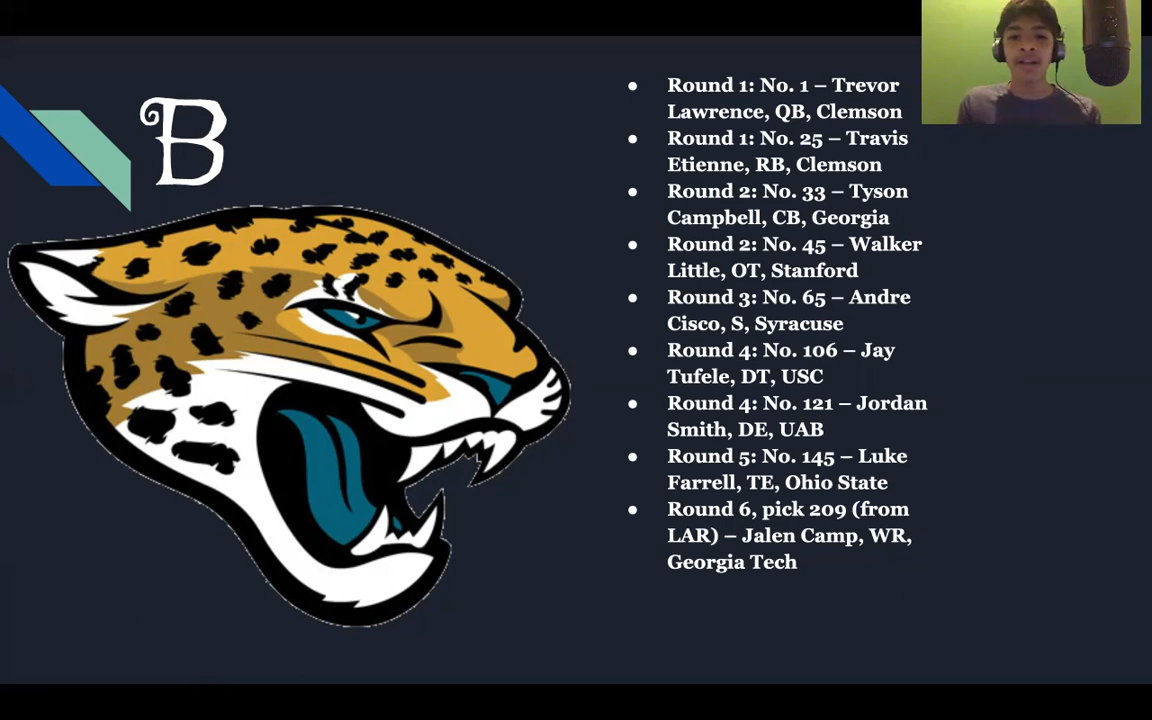 B
● Round 1: No. 1 – Trevor
Lawrence, QB, Clemson
● Round 1: No. 25 – Travis
Etienne, RB, Clemson
● Round 2: No. 33 – Tyson
Campbell, CB, Georgia
● Round 2: No. 45 – Walker
Little, OT, Stanford
● Round 3: No. 65 – Andre
Cisco, S, Syracuse
● Round 4: No. 106 – Jay
Tufele, DT, USC
● Round 4: No. 121 – Jordan
Smith, DE, UAB
● Round 5: No. 145 – Luke
Farrell, TE, Ohio State
● Round 6, pick 209 (from
LAR) – Jalen Camp, WR,
Georgia Tech